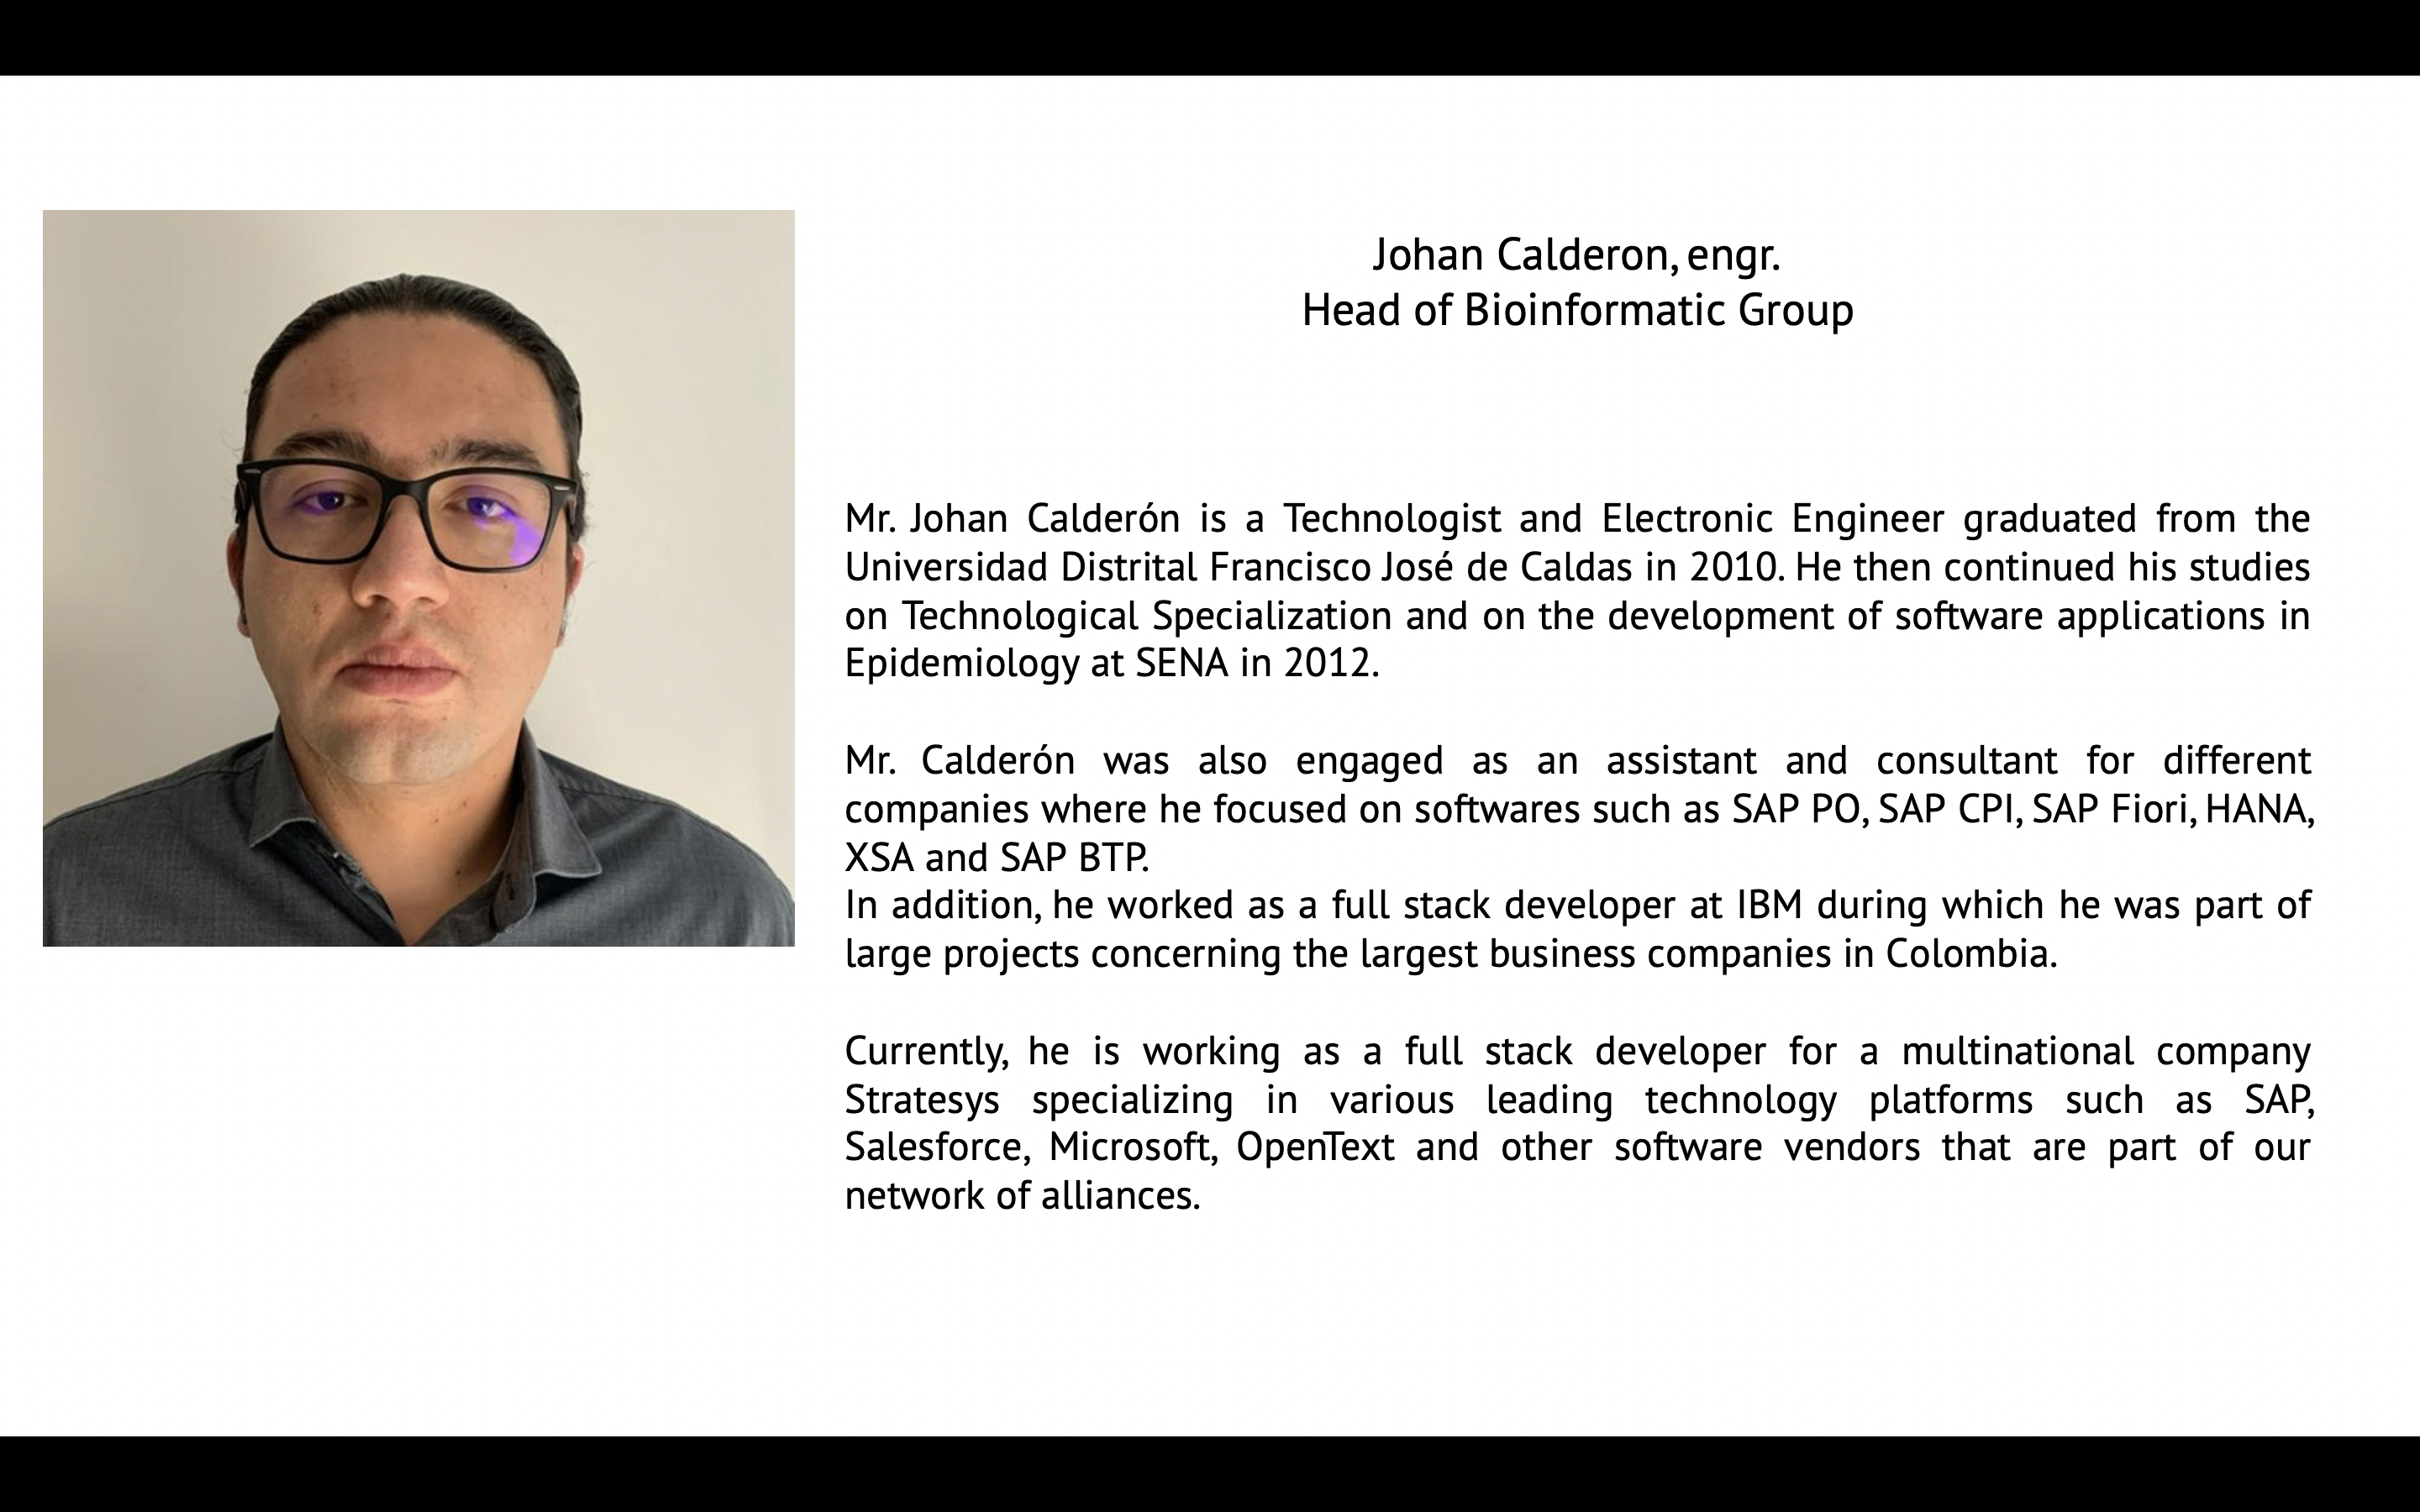 Johan Calderon, engr.
Head of Bioinformatic Group
Mr. Johan Calderón is a Technologist and Electronic Engineer graduated from the
Universidad Distrital Francisco José de Caldas in 2010. He then continued his studies
on Technological Specialization and on the development of software applications in
Epidemiology at SENA in 2012.
Mr. Calderón was also engaged as an assistant and consultant for different
companies where he focused on softwares such as SAP PO, SAP CPI, SAP Fiori, HANA,
XSA and SAP BTP.
In addition, he worked as a full stack developer at IBM during which he was part of
large projects concerning the largest business companies in Colombia.
Currently, he is working as a full stack developer for a multinational company
Stratesys specializing in various leading technology platforms such as SAP,
Salesforce, Microsoft, OpenText and other software vendors that are part of our
network of alliances.